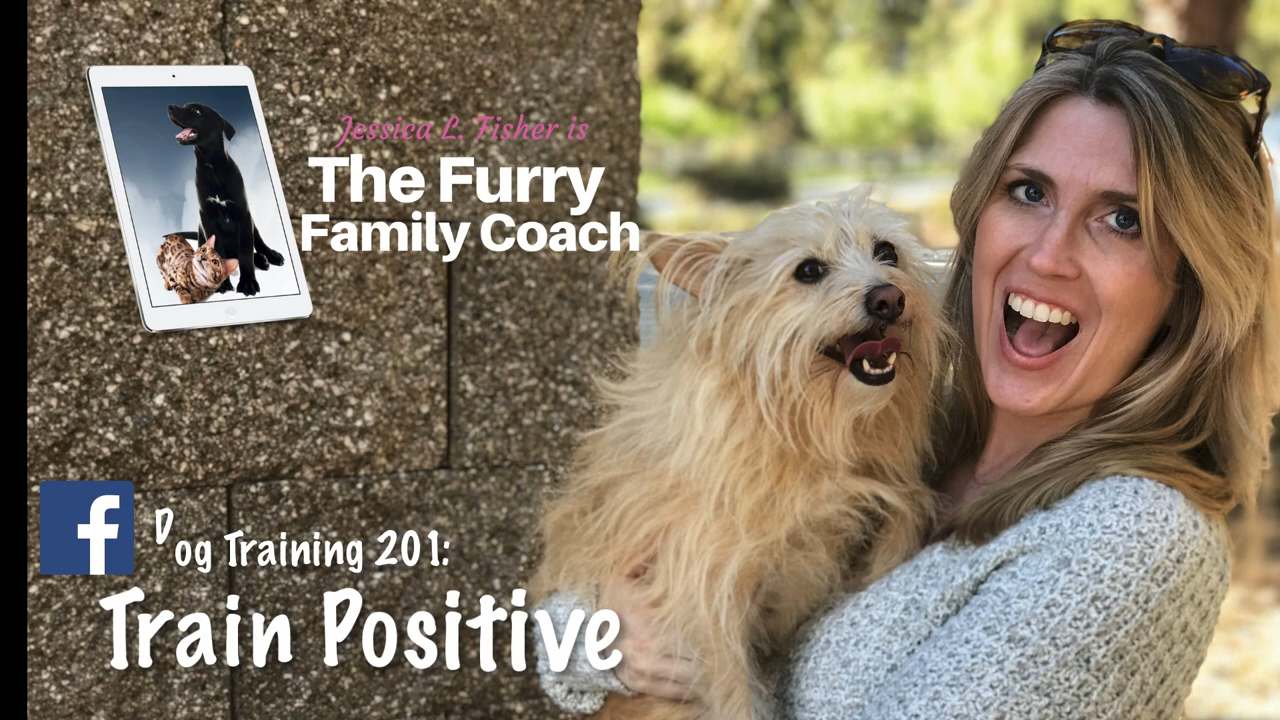 Jessica L. Fisher is
The Furry
Family Coach
f
Dog Training 201:
Train Positive